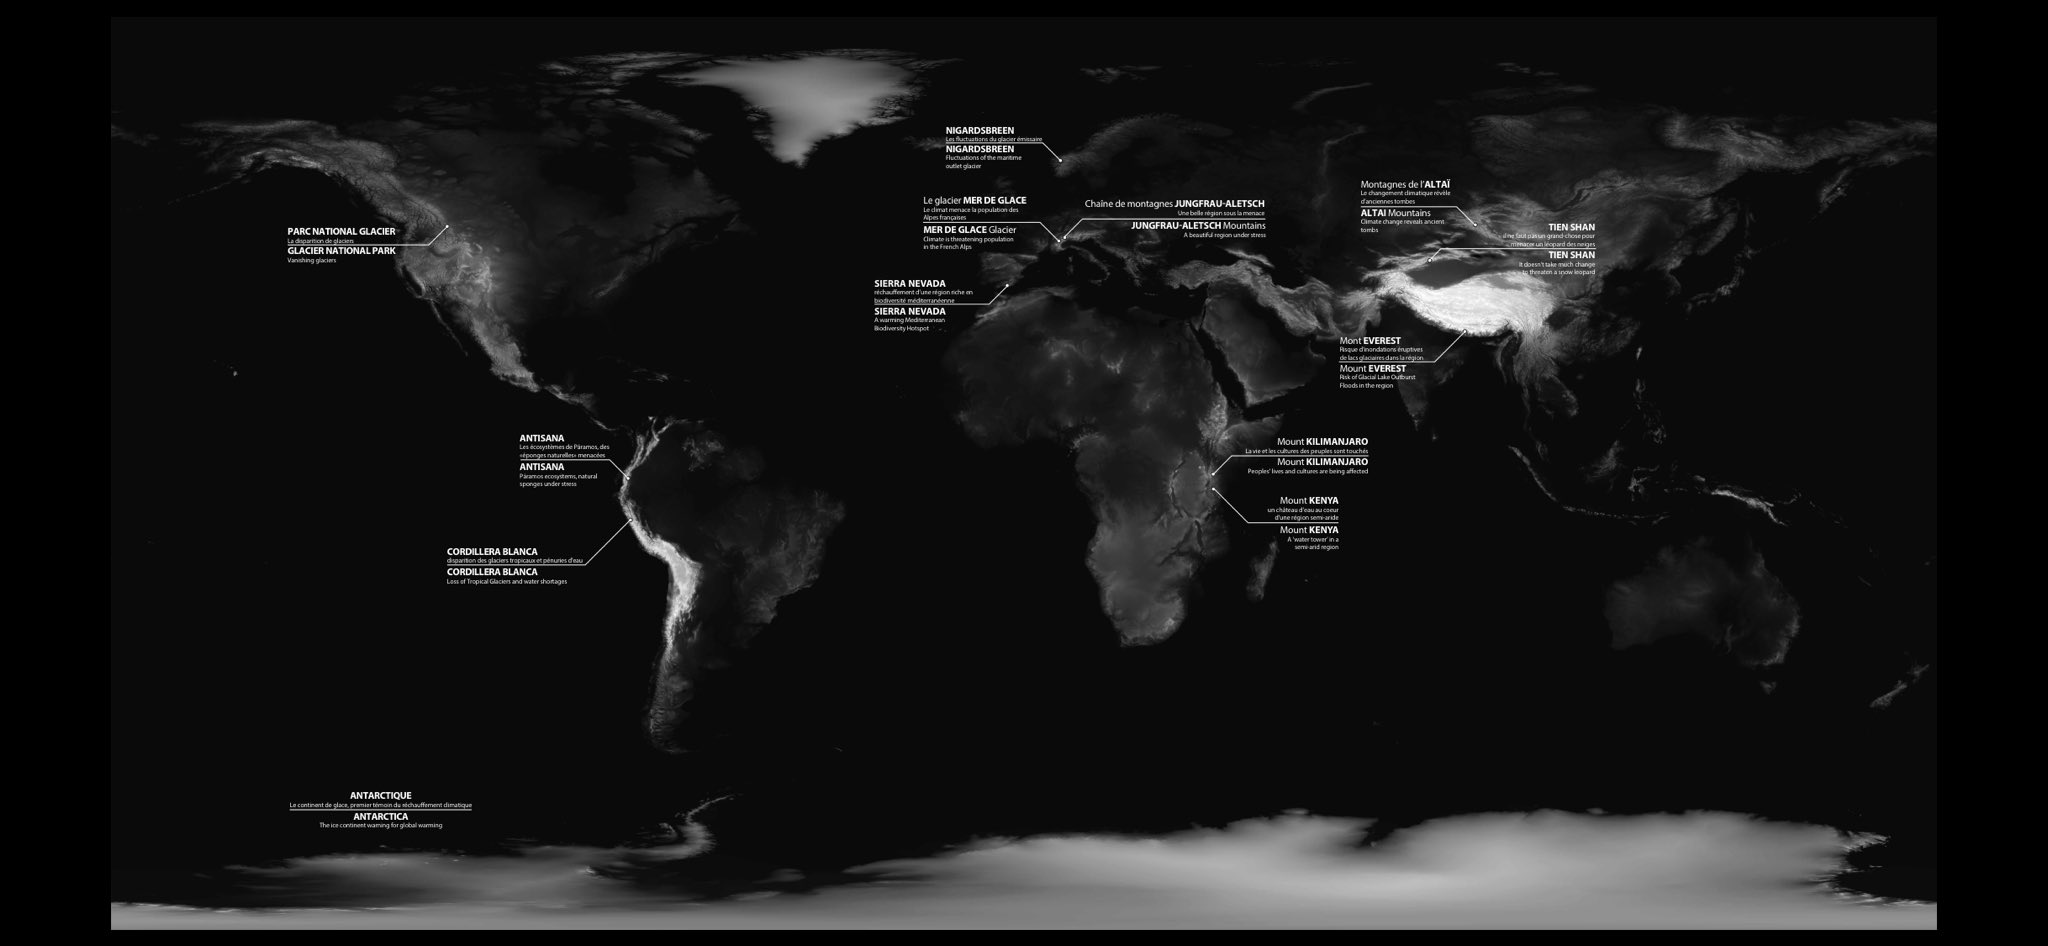 NIGARDSBREEN
Les fluctuations du glacier émissaire
NIGARDSBREEN
Fluctuations of the maritime
outlet glacier
Le glacier MER DE GLACE
Le climat menace la population des
Alpes françaises
MER DE GLACE Glacier
Climate is threatening population
in the French Alps
Chaîne de montagnes JUNGFRAU-ALETSCH
Une belle région sous la menace
JUNGFRAU-ALETSCH Mountains
A beautiful region under stress
Montagnes de l'ALTAÏ
Le changement climatique révèle
d'anciennes tombes
ALTAI Mountains
Climate change reveals ancient
tombs
TIEN SHAN
il ne faut pas un grand-chose pour
menacer un léopard des neiges
TIEN SHAN
It doesn't take much change
to threaten a snow leopard
PARC NATIONAL GLACIER
La disparition de glaciers
GLACIER NATIONAL PARK
Vanishing glaciers
SIERRA NEVADA
réchauffement d'une région riche en
biodiversité méditerranéenne
SIERRA NEVADA
A warming Mediterranean
Biodiversity Hotspot
Mont EVEREST
Risque d'inondations éruptives
de lacs glaciaires dans la région
Mount EVEREST
Risk of Glacial Lake Outburst
Floods in the region
ANTISANA
Les écosystèmes de Páramos, des
«éponges naturelles» menacées
ANTISANA
Páramos ecosystems, natural
sponges under stress
Mount KILIMANJARO
La vie et les cultures des peuples sont touchés
Mount KILIMANJARO
Peoples' lives and cultures are being affected
Mount KENYA
un château d'eau au coeur
d'une région semi-aride
Mount KENYA
A 'water tower' in a
semi-arid region
CORDILLERA BLANCA
disparition des glaciers tropicaux et pénuries d'eau
CORDILLERA BLANCA
Loss of Tropical Glaciers and water shortages
ANTARCTIQUE
Le continent de glace, premier témoin du réchauffement climatique
ANTARCTICA
The ice continent warning for global warming